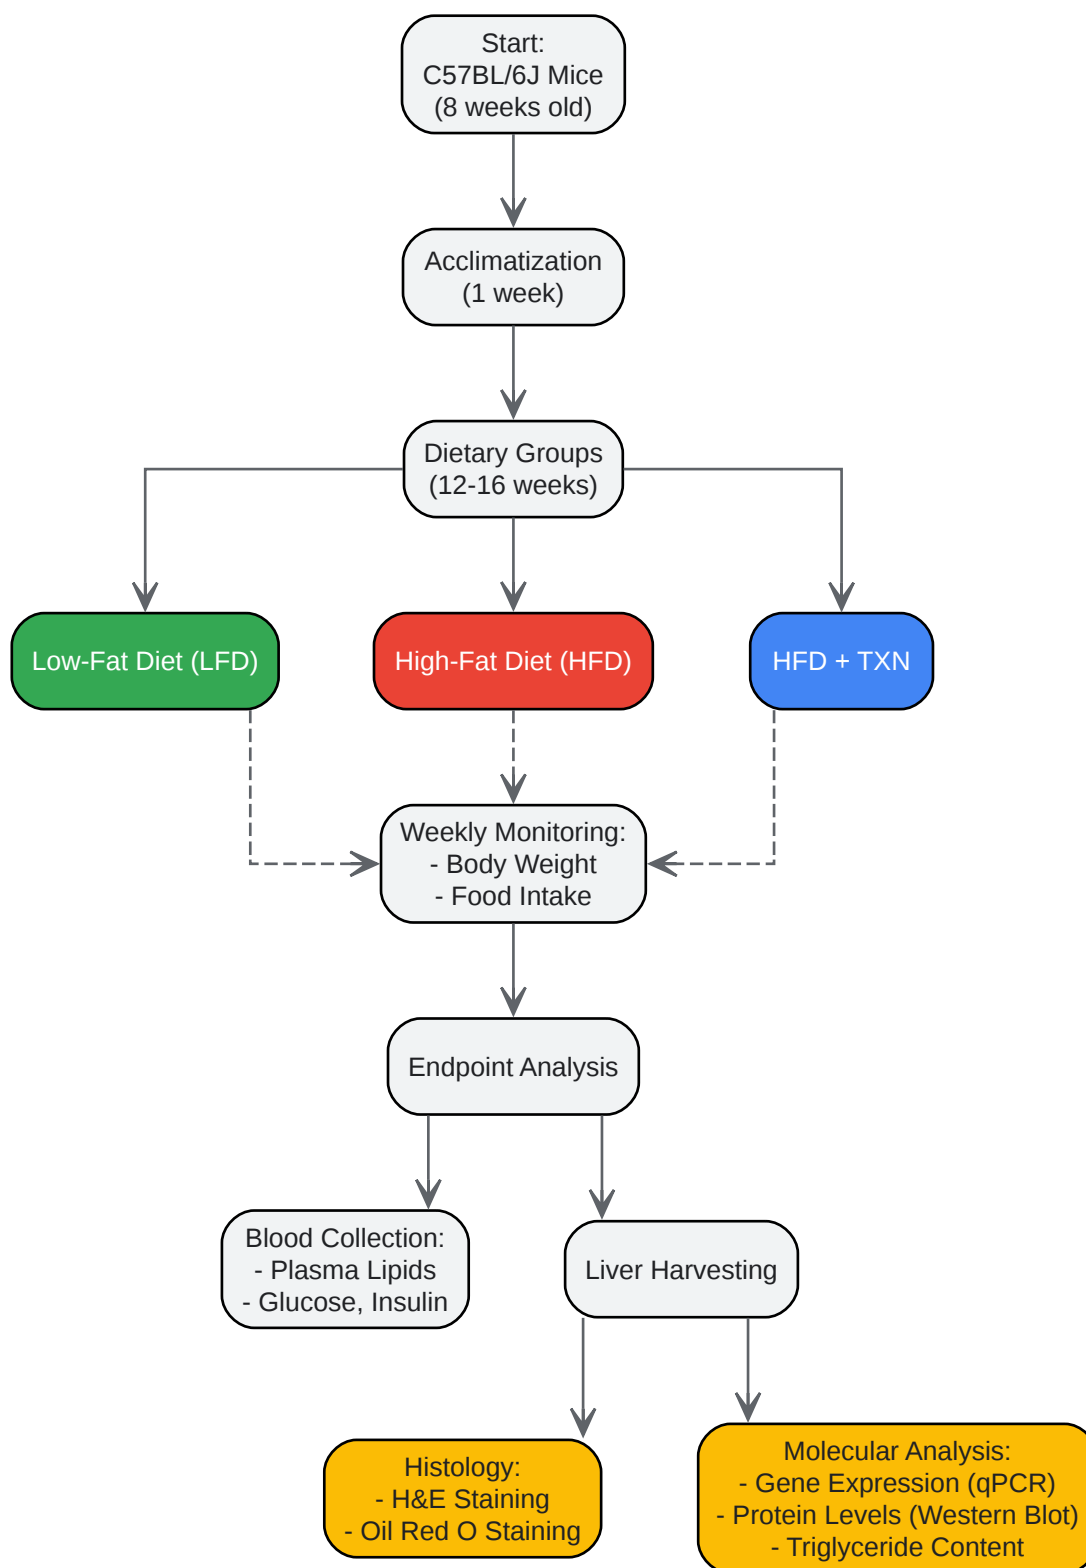 Start:
C57BL/6J Mice
(8 weeks old)
Acclimatization
(1 week)
Dietary Groups
(12-16 weeks)
Low-Fat Diet (LFD)
High-Fat Diet (HFD)
HFD + TXN
Weekly Monitoring:
- Body Weight
- Food Intake
Endpoint Analysis
Blood Collection:
- Plasma Lipids
- Glucose, Insulin
Liver Harvesting
Histology:
- H&E Staining
- Oil Red O Staining
Molecular Analysis:
- Gene Expression (qPCR)
- Protein Levels (Western Blot)
- Triglyceride Content